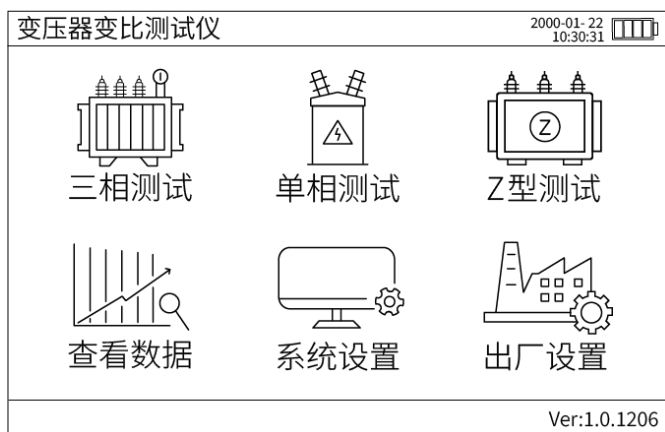 变压器变比测试仪
2000-01-22
10:30:31
三相测试
单相测试
Z
Z型测试
查看数据
系统设置
出厂设置
Ver:1.0.1206